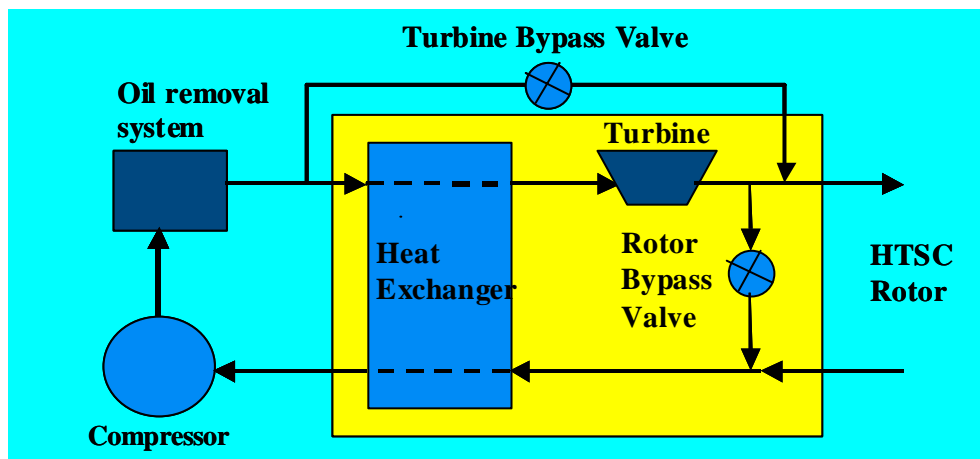 Turbine Bypass Valve
Oil removal
system
Turbine
Heat
Exchanger
Rotor
Bypass
Valve
HTSC
Rotor
Compressor